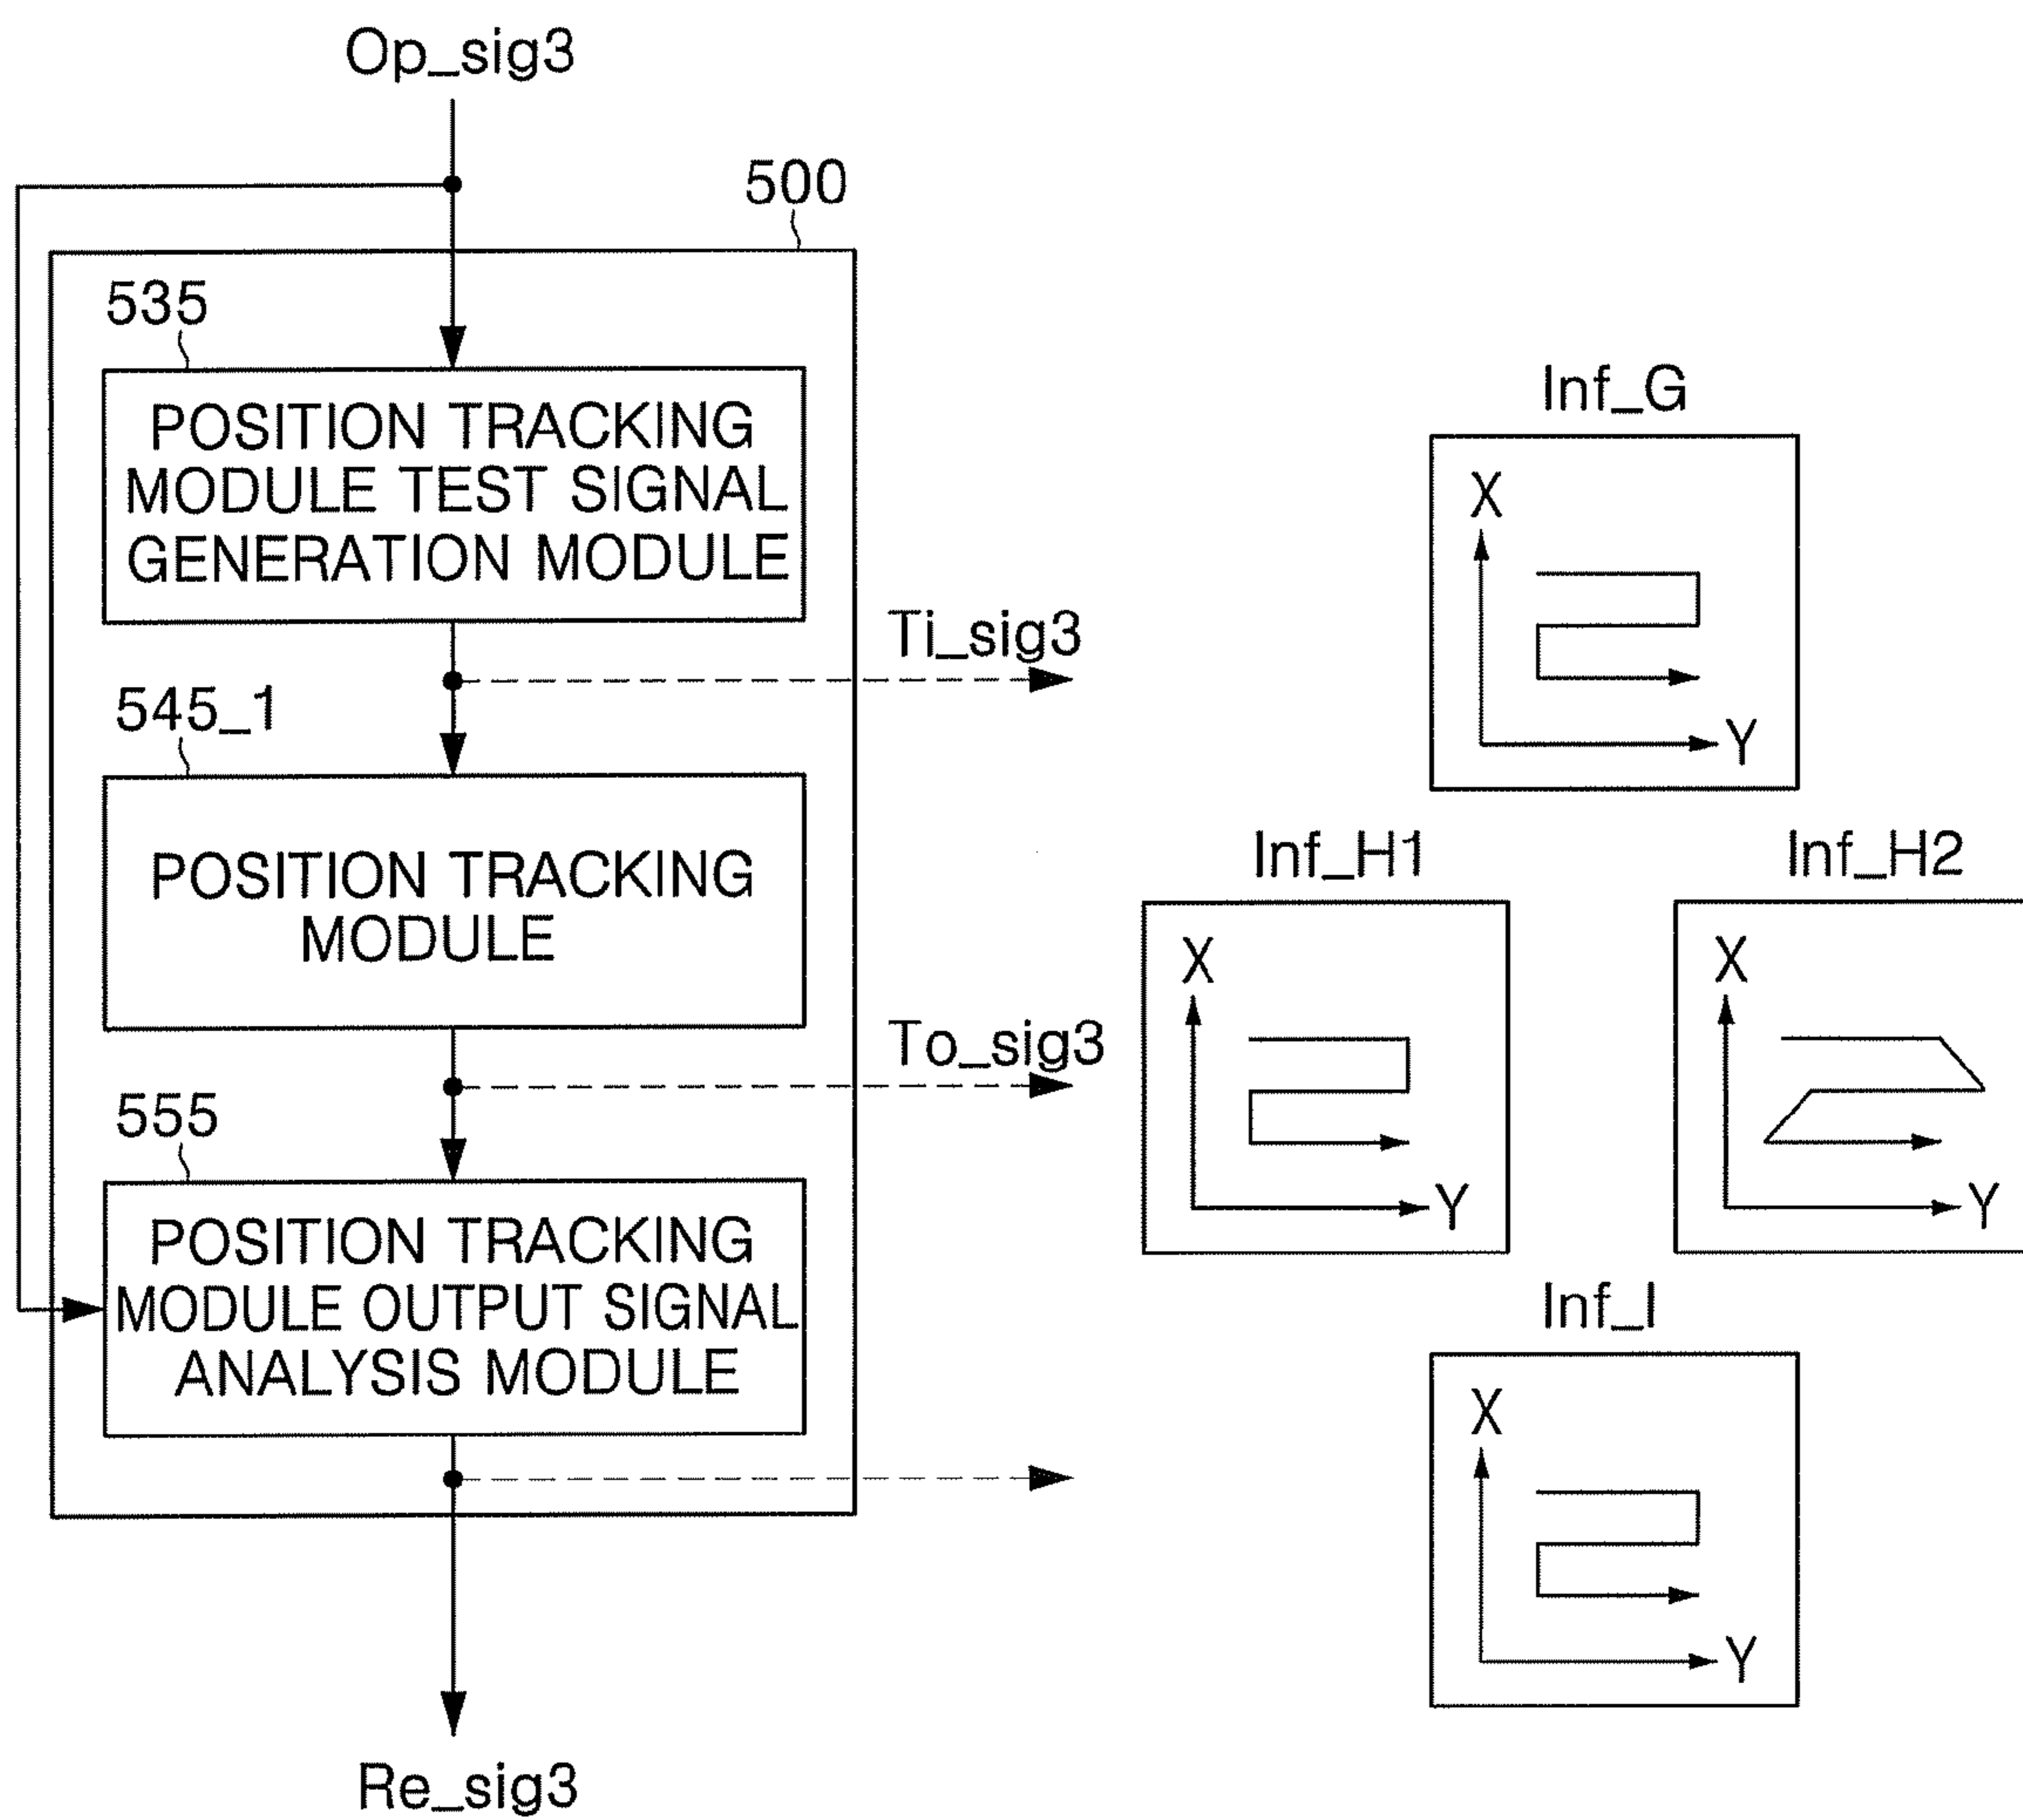 Op_sig3
500
535
POSITION TRACKING
MODULE TEST SIGNAL
GENERATION MODULE
Ti_sig3
545_1
POSITION TRACKING
MODULE
To_sig3
555
POSITION TRACKING
MODULE OUTPUT SIGNAL
ANALYSIS MODULE
Re_sig3
Inf_G
X
Y
Inf_H1
X
Y
Inf_H2
X
Y
Inf_I
X
Y